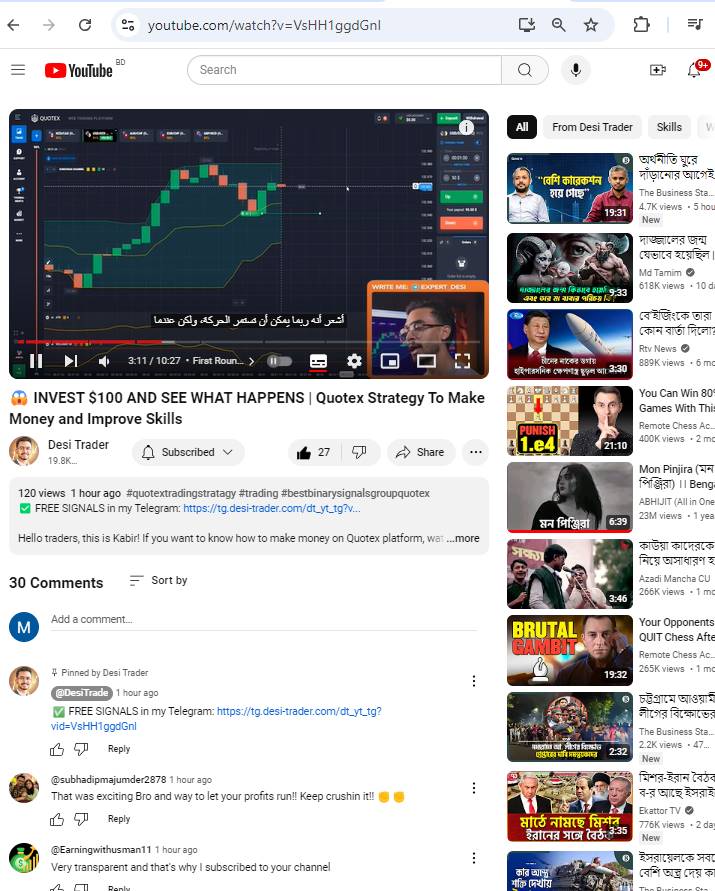 youtube.com/watch?v=VsHH1ggdGnI
YouTube BD
Search
9+
QUOTEX WEB TRADING PLATFORM
WRITE ME: @EXPERT_DESI
أشعر أنه ربما يمكن أن تستمر الحركة، ولكن عندما
3:11 / 10:27 • First Roun... >
😱 INVEST $100 AND SEE WHAT HAPPENS | Quotex Strategy To Make
Money and Improve Skills
Desi Trader
19.8K...
Subscribed
27
Share
120 views 1 hour ago #quotextradingstratagy #trading #bestbinarysignalsgroupquotex
✅ FREE SIGNALS in my Telegram: https://tg.desi-trader.com/dt_yt_tg?v...
Hello traders, this is Kabir! If you want to know how to make money on Quotex platform, wat ...more
30 Comments
Sort by
M
Add a comment...
Pinned by Desi Trader
@DesiTrade 1 hour ago
✅ FREE SIGNALS in my Telegram: https://tg.desi-trader.com/dt_yt_tg?
vid=VsHH1ggdGnI
Reply
@subhadipmajumder2878 1 hour ago
That was exciting Bro and way to let your profits run!! Keep crushin it!! ✊✊
Reply
@Earningwithusman11 1 hour ago
Very transparent and that's why I subscribed to your channel
Reply
All
From Desi Trader
Skills
"বেশি কারেকশন
হয়ে গেছে"
19:31
অর্থনীতি ঘুরে
দাঁড়ানোর আগেই
The Business Sta...
4.7K views • 5 hou
New
9:33
দাজ্জালের জন্ম
যেভাবে হয়েছিল।
Md Tamim
618K views • 10 da
চীনের নাকের ডগায়
3:30
বেইজিংকে তারা
কোন বার্তা দিলো?
Rtv News
889K views • 6 mo
PUNISH
1.e4
21:10
You Can Win 80%
Games With This
Remote Chess Ac...
400K views • 2 mo
মন পিঞ্জিরা
6:39
Mon Pinjira (মন
পিঞ্জিরা) ।। Benga
ABHIJIT (All in One
23M views • 1 yea
3:46
কাউয়া কাদেরকে
নিয়ে অসাধারণ হ
Azadi Mancha CU
266K views • 1 mo
BRUTAL
GAMBIT
19:32
Your Opponents
QUIT Chess Afte
Remote Chess Ac...
265K views • 1 mo
2:32
চট্টগ্রামে আওয়ামী
লীগের বিক্ষোভের
The Business Sta...
2.2K views • 47...
New
মাঠে নামছে মিশর
ইরানের সঙ্গে বৈঠক
3:35
মিশর-ইরান বৈঠক
ব-র আছে ইসরাই
Ekattor TV
776K views • 2 day
New
কার আছে
শক্তি দেখায়
ইসরায়েলকে সবচে
বেশি অস্ত্র দেয় কা
The Business Sta...